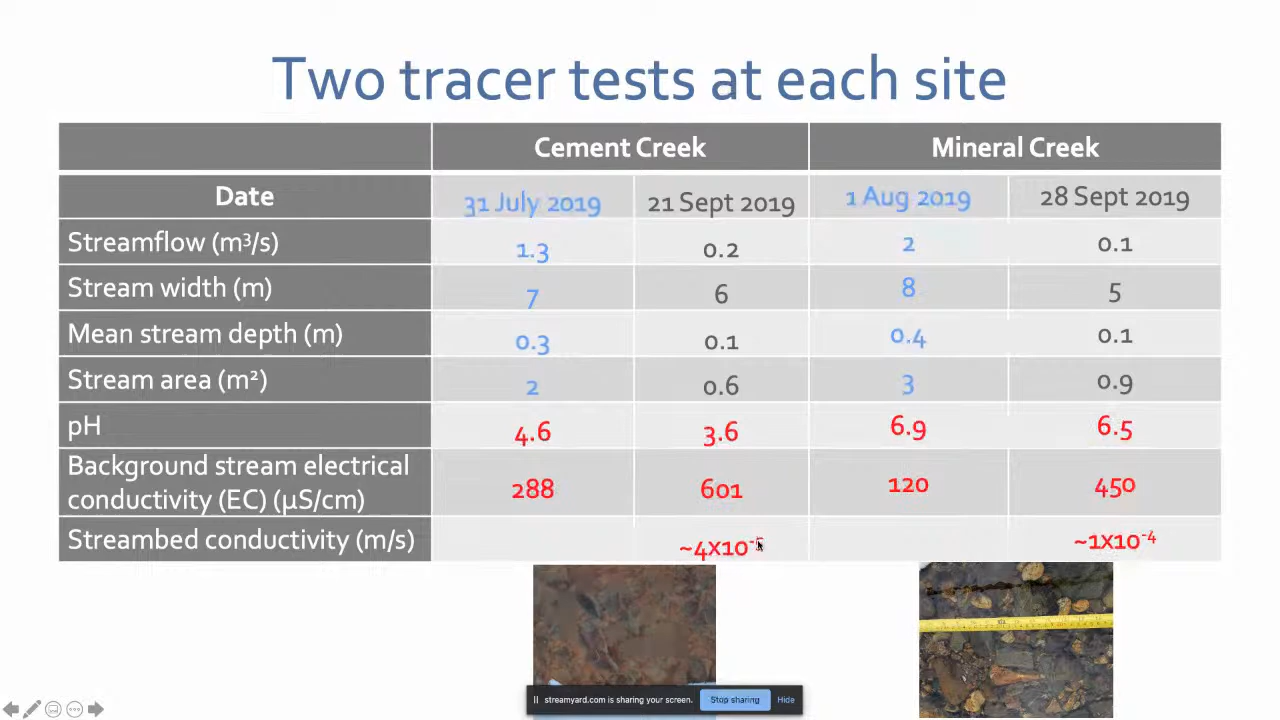 Two tracer tests at each site
Cement Creek Mineral Creek
Date 31 July 2019 21 Sept 2019 1 Aug 2019 28 Sept 2019
Streamflow (m³/s) 1.3 0.2 2 0.1
Stream width (m) 7 6 8 5
Mean stream depth (m) 0.3 0.1 0.4 0.1
Stream area (m²) 2 0.6 3 0.9
pH 4.6 3.6 6.9 6.5
Background stream electrical
conductivity (EC) (µS/cm) 288 601 120 450
Streambed conductivity (m/s) ~1x10⁻⁴
streamyard.com is sharing your screen. Stop sharing Hide